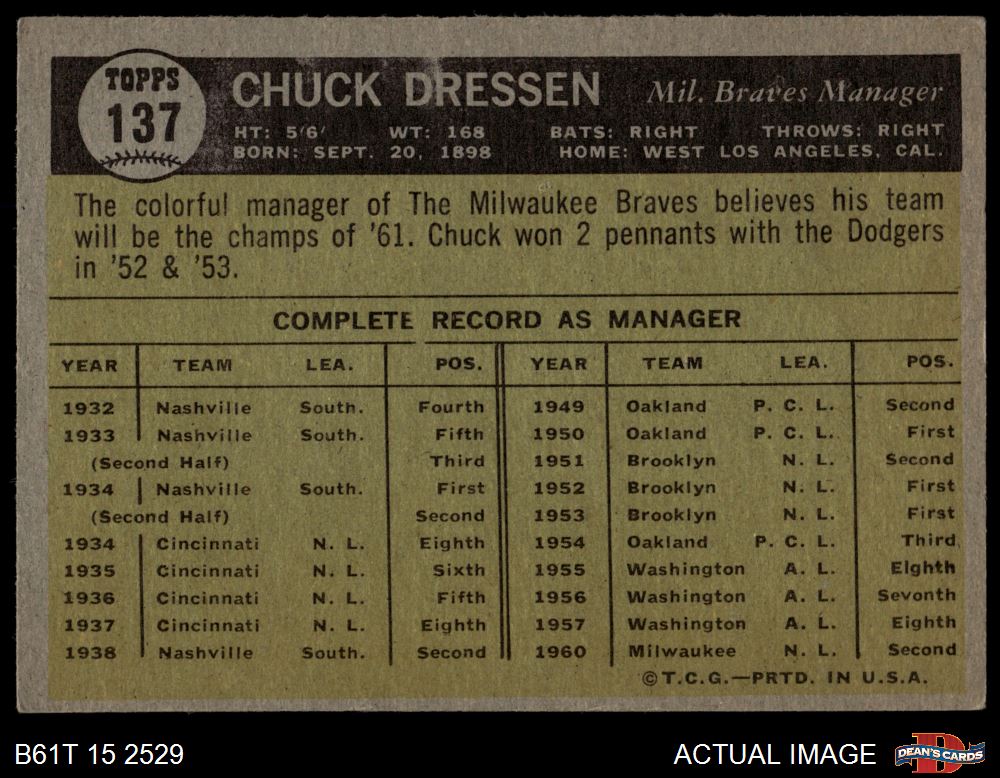 TOPPS
137
CHUCK DRESSEN Mil. Braves Manager
HT: 5'6' WT: 168 BATS: RIGHT THROWS: RIGHT
BORN: SEPT. 20, 1898 HOME: WEST LOS ANGELES, CAL.
The colorful manager of The Milwaukee Braves believes his team
will be the champs of '61. Chuck won 2 pennants with the Dodgers
in '52 & '53.
COMPLETE RECORD AS MANAGER
YEAR TEAM LEA. POS. YEAR TEAM LEA. POS.
1932 Nashville South. Fourth 1949 Oakland P. C. L. Second
1933 Nashville South. Fifth 1950 Oakland P. C. L. First
(Second Half) Third 1951 Brooklyn N. L. Second
1934 Nashville South. First 1952 Brooklyn N. L. First
(Second Half) Second 1953 Brooklyn N. L. First
1934 Cincinnati N. L. Eighth 1954 Oakland P. C. L. Third
1935 Cincinnati N. L. Sixth 1955 Washington A. L. Eighth
1936 Cincinnati N. L. Fifth 1956 Washington A. L. Sevonth
1937 Cincinnati N. L. Eighth 1957 Washington A. L. Eighth
1938 Nashville South. Second 1960 Milwaukee N. L. Second
©T.C.G.—PRTD. IN U.S.A.
B61T 15 2529 ACTUAL IMAGE DEAN'S CARDS